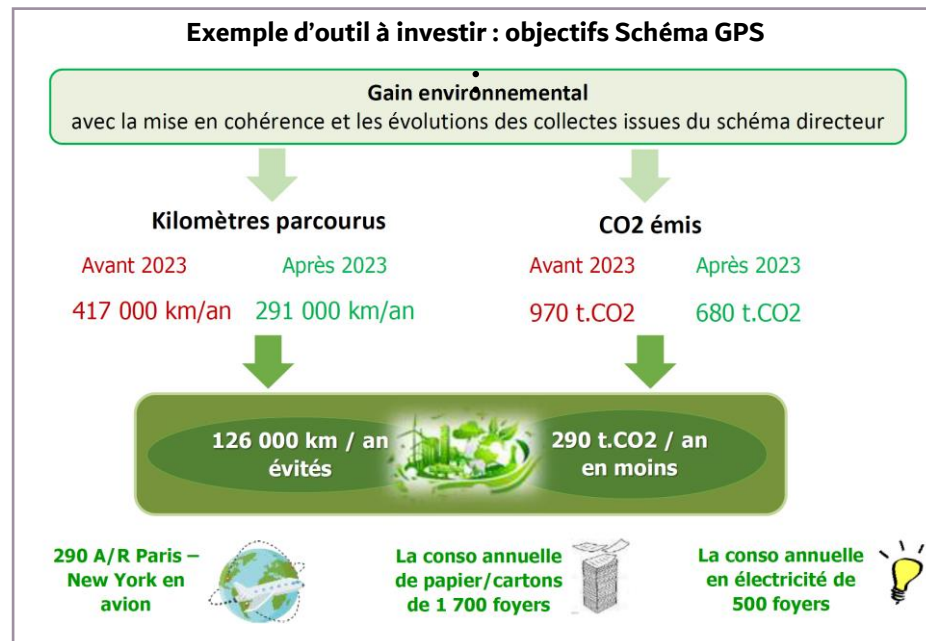 Exemple d’outil à investir : objectifs Schéma GPS
:
Gain environnemental
avec la mise en cohérence et les évolutions des collectes issues du schéma directeur
Kilomètres parcourus
Avant 2023 Après 2023
417 000 km/an 291 000 km/an
CO2 émis
Avant 2023 Après 2023
970 t.CO2 680 t.CO2
126 000 km / an
évités
290 t.CO2 / an
en moins
290 A/R Paris –
New York en
avion
La conso annuelle
de papier/cartons
de 1 700 foyers
La conso annuelle
en électricité de
500 foyers